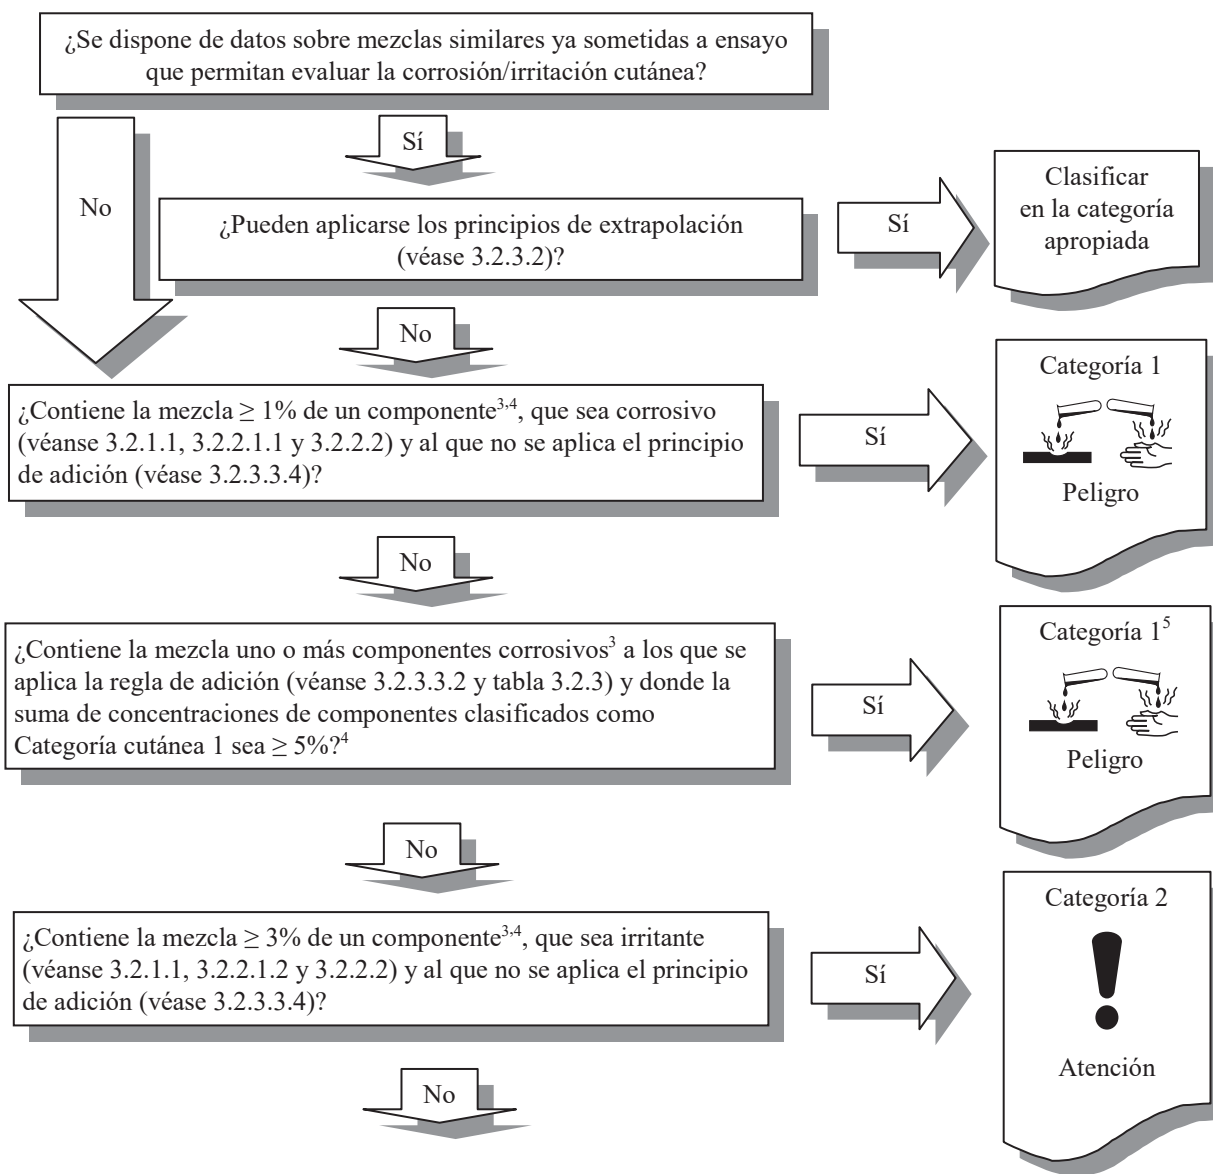 ¿Se dispone de datos sobre mezclas similares ya sometidas a ensayo
que permitan evaluar la corrosión/irritación cutánea?
Sí
No
¿Pueden aplicarse los principios de extrapolación
(véase 3.2.3.2)?
Sí
Clasificar
en la categoría
apropiada
No
¿Contiene la mezcla ≥ 1% de un componente3,4, que sea corrosivo
(véanse 3.2.1.1, 3.2.2.1.1 y 3.2.2.2) y al que no se aplica el principio
de adición (véase 3.2.3.3.4)?
Sí
Categoría 1
Peligro
No
¿Contiene la mezcla uno o más componentes corrosivos3 a los que se
aplica la regla de adición (véanse 3.2.3.3.2 y tabla 3.2.3) y donde la
suma de concentraciones de componentes clasificados como
Categoría cutánea 1 sea ≥ 5%?4
Sí
Categoría 15
Peligro
No
¿Contiene la mezcla ≥ 3% de un componente3,4, que sea irritante
(véanse 3.2.1.1, 3.2.2.1.2 y 3.2.2.2) y al que no se aplica el principio
de adición (véase 3.2.3.3.4)?
Sí
Categoría 2
Atención
No